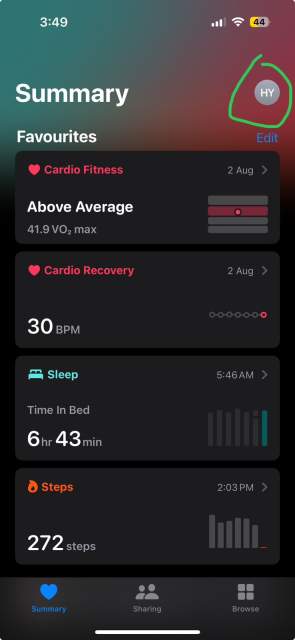 3:49
44
Summary
HY
Favourites
Edit
Cardio Fitness
2 Aug
Above Average
41.9 VO₂ max
Cardio Recovery
2 Aug
30 BPM
Sleep
5:46 AM
Time In Bed
6 hr 43 min
Steps
2:03 PM
272 steps
Summary
Sharing
Browse